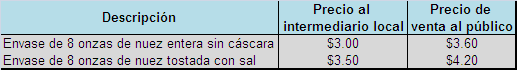 Descripción Precio al intermediario local Precio de venta al público
Envase de 8 onzas de nuez entera sin cáscara $3.00 $3.60
Envase de 8 onzas de nuez tostada con sal $3.50 $4.20